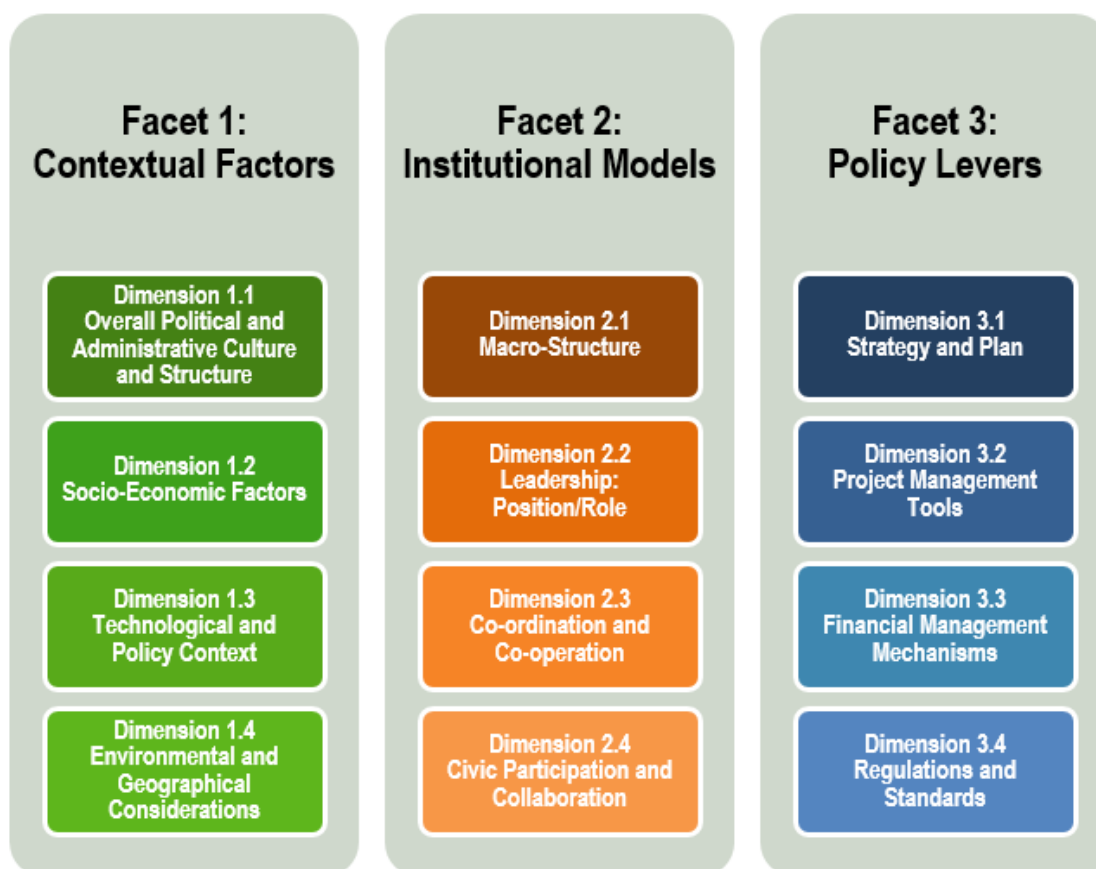 Facet 1:
Contextual Factors
Dimension 1.1
Overall Political and
Administrative Culture
and Structure
Dimension 1.2
Socio-Economic Factors
Dimension 1.3
Technological and
Policy Context
Dimension 1.4
Environmental and
Geographical
Considerations
Facet 2:
Institutional Models
Dimension 2.1
Macro-Structure
Dimension 2.2
Leadership:
Position/Role
Dimension 2.3
Co-ordination and
Co-operation
Dimension 2.4
Civic Participation and
Collaboration
Facet 3:
Policy Levers
Dimension 3.1
Strategy and Plan
Dimension 3.2
Project Management
Tools
Dimension 3.3
Financial Management
Mechanisms
Dimension 3.4
Regulations and
Standards